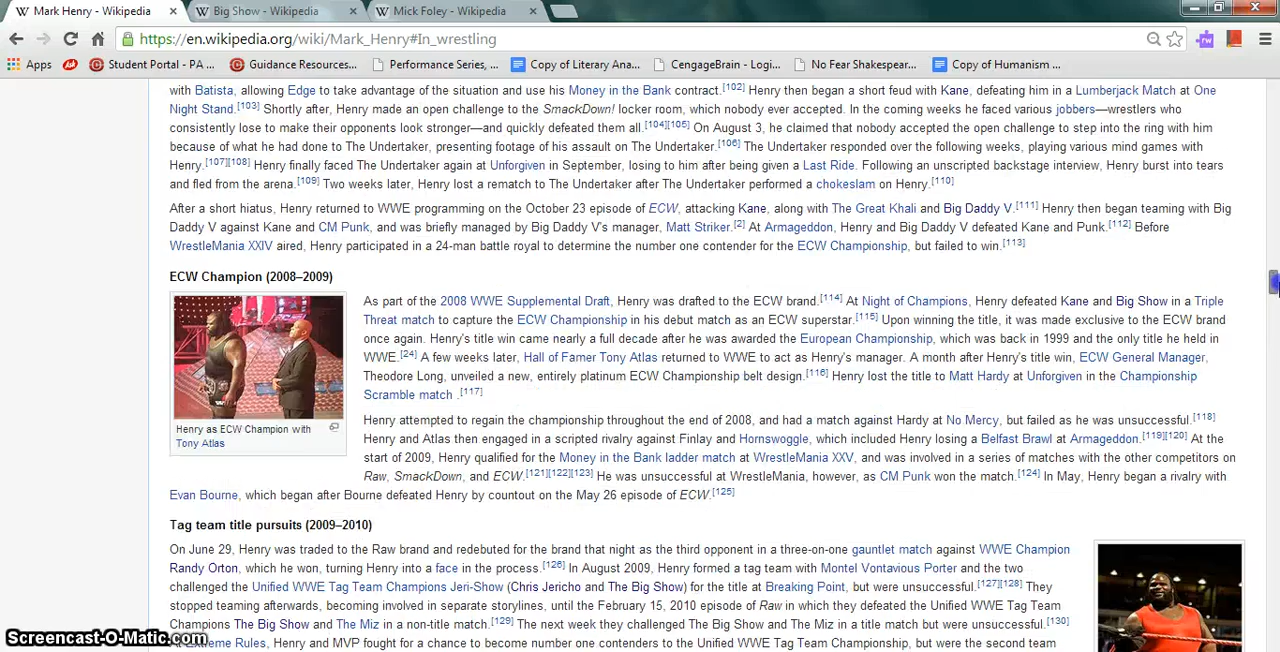 Mark Henry - Wikipedia × Big Show - Wikipedia × Mick Foley - Wikipedia ×
https://en.wikipedia.org/wiki/Mark_Henry#In_wrestling
Apps Ask Student Portal - PA ... Guidance Resources... Performance Series, ... Copy of Literary Ana... CengageBrain - Logi... No Fear Shakespear... Copy of Humanism ...
with Batista, allowing Edge to take advantage of the situation and use his Money in the Bank contract.[102] Henry then began a short feud with Kane, defeating him in a Lumberjack Match at One
Night Stand.[103] Shortly after, Henry made an open challenge to the SmackDown! locker room, which nobody ever accepted. In the coming weeks he faced various jobbers—wrestlers who
consistently lose to make their opponents look stronger—and quickly defeated them all.[104][105] On August 3, he claimed that nobody accepted the open challenge to step into the ring with him
because of what he had done to The Undertaker, presenting footage of his assault on The Undertaker.[106] The Undertaker responded over the following weeks, playing various mind games with
Henry.[107][108] Henry finally faced The Undertaker again at Unforgiven in September, losing to him after being given a Last Ride. Following an unscripted backstage interview, Henry burst into tears
and fled from the arena.[109] Two weeks later, Henry lost a rematch to The Undertaker after The Undertaker performed a chokeslam on Henry.[110]
After a short hiatus, Henry returned to WWE programming on the October 23 episode of ECW, attacking Kane, along with The Great Khali and Big Daddy V.[111] Henry then began teaming with Big
Daddy V against Kane and CM Punk, and was briefly managed by Big Daddy V's manager, Matt Striker.[2] At Armageddon, Henry and Big Daddy V defeated Kane and Punk.[112] Before
WrestleMania XXIV aired, Henry participated in a 24-man battle royal to determine the number one contender for the ECW Championship, but failed to win.[113]
ECW Champion (2008–2009)
As part of the 2008 WWE Supplemental Draft, Henry was drafted to the ECW brand.[114] At Night of Champions, Henry defeated Kane and Big Show in a Triple
Threat match to capture the ECW Championship in his debut match as an ECW superstar.[115] Upon winning the title, it was made exclusive to the ECW brand
once again. Henry's title win came nearly a full decade after he was awarded the European Championship, which was back in 1999 and the only title he held in
WWE.[24] A few weeks later, Hall of Famer Tony Atlas returned to WWE to act as Henry's manager. A month after Henry's title win, ECW General Manager,
Theodore Long, unveiled a new, entirely platinum ECW Championship belt design.[116] Henry lost the title to Matt Hardy at Unforgiven in the Championship
Scramble match .[117]
Henry as ECW Champion with
Tony Atlas
Henry attempted to regain the championship throughout the end of 2008, and had a match against Hardy at No Mercy, but failed as he was unsuccessful.[118]
Henry and Atlas then engaged in a scripted rivalry against Finlay and Hornswoggle, which included Henry losing a Belfast Brawl at Armageddon.[119][120] At the
start of 2009, Henry qualified for the Money in the Bank ladder match at WrestleMania XXV, and was involved in a series of matches with the other competitors on
Raw, SmackDown, and ECW.[121][122][123] He was unsuccessful at WrestleMania, however, as CM Punk won the match.[124] In May, Henry began a rivalry with
Evan Bourne, which began after Bourne defeated Henry by countout on the May 26 episode of ECW.[125]
Tag team title pursuits (2009–2010)
On June 29, Henry was traded to the Raw brand and redebuted for the brand that night as the third opponent in a three-on-one gauntlet match against WWE Champion
Randy Orton, which he won, turning Henry into a face in the process.[126] In August 2009, Henry formed a tag team with Montel Vontavious Porter and the two
challenged the Unified WWE Tag Team Champions Jeri-Show (Chris Jericho and The Big Show) for the title at Breaking Point, but were unsuccessful.[127][128] They
stopped teaming afterwards, becoming involved in separate storylines, until the February 15, 2010 episode of Raw in which they defeated the Unified WWE Tag Team
Champions The Big Show and The Miz in a non-title match.[129] The next week they challenged The Big Show and The Miz in a title match but were unsuccessful.[130]
At Extreme Rules, Henry and MVP fought for a chance to become number one contenders to the Unified WWE Tag Team Championship, but were the second team
Screencast-O-Matic.com